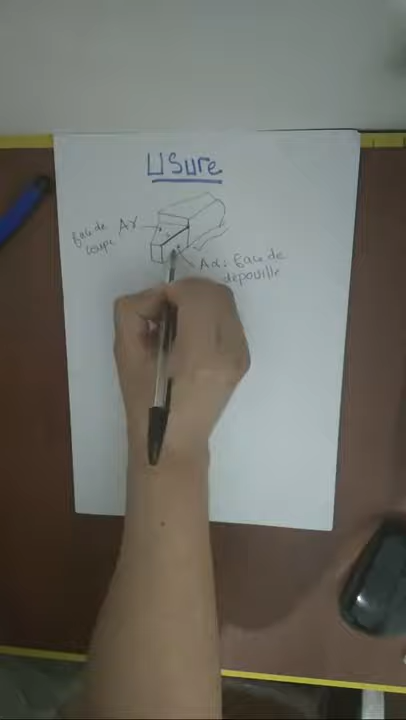 USure
face de Aγ
coupe
Aα: face de
dépouille